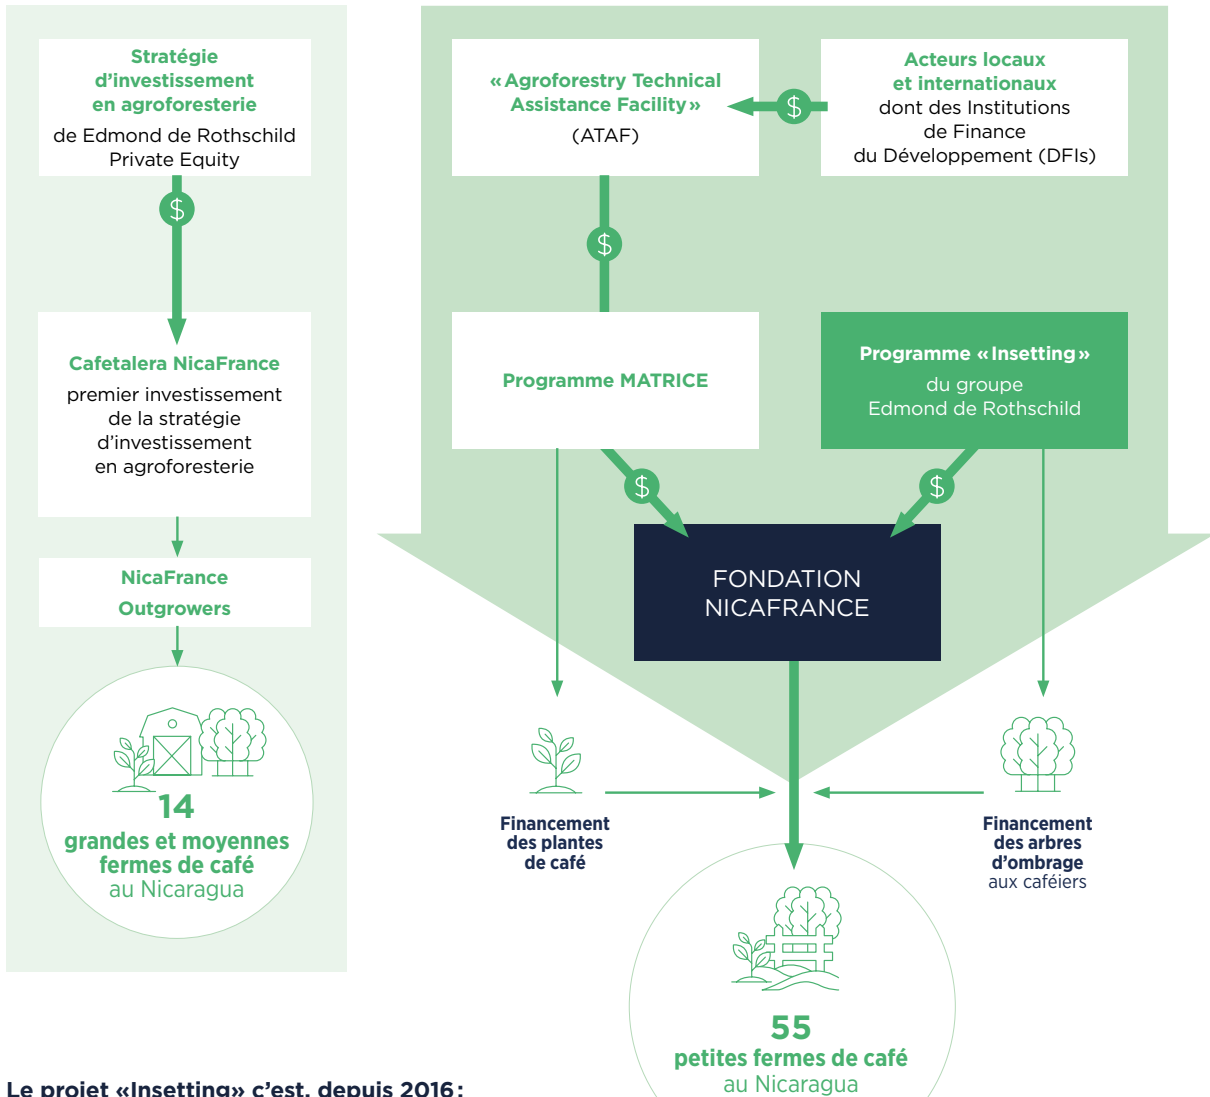 Stratégie
d'investissement
en agroforesterie
de Edmond de Rothschild
Private Equity
$
Cafetalera NicaFrance
premier investissement
de la stratégie
d'investissement
en agroforesterie
NicaFrance
Outgrowers
14
grandes et moyennes
fermes de café
au Nicaragua
«Agroforestry Technical
Assistance Facility»
(ATAF)
$
Acteurs locaux
et internationaux
dont des Institutions
de Finance
du Développement (DFIs)
$
Programme MATRICE
Programme «Insetting»
du groupe
Edmond de Rothschild
$
$
FONDATION
NICAFRANCE
Financement
des plantes
de café
Financement
des arbres
d'ombrage
aux caféiers
55
petites fermes de café
au Nicaragua
Le projet «Insetting» c'est, depuis 2016: